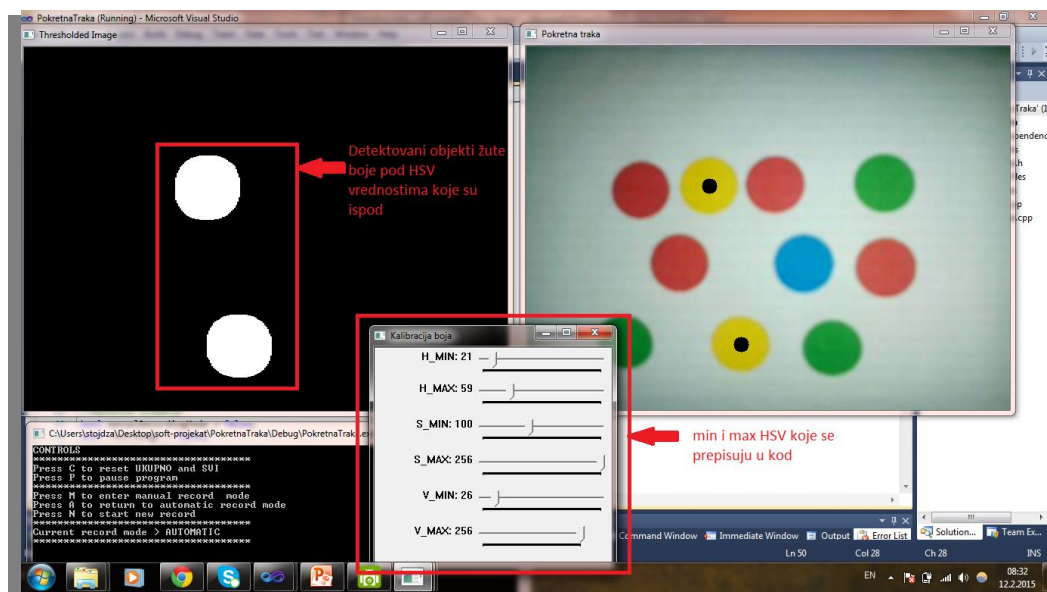 PokretnaTraka (Running) - Microsoft Visual Studio
Thresholded Image
Pokretna traka
Detektovani objekti žute
boje pod HSV
vrednostima koje su
ispod
Traka' (1
pendenc
s
.h
les
p
.cpp
Kalibracija boja
H_MIN: 21
H_MAX: 59
S_MIN: 100
S_MAX: 256
V_MIN: 26
V_MAX: 256
min i max HSV koje se
prepisuju u kod
C:\Users\stojdza\Desktop\soft-projekat\PokretnaTraka\Debug\PokretnaTraka.e
CONTROLS
Press C to reset UKUPNO and SVI
Press P to pause program
Press M to enter manual record mode
Press A to return to automatic record mode
Press N to start new record
Current record mode > AUTOMATIC
Command Window
Immediate Window
Output
Error List
Solution...
Team Ex...
Ln 50
Col 28
Ch 28
INS
EN
08:32
12.2.2015